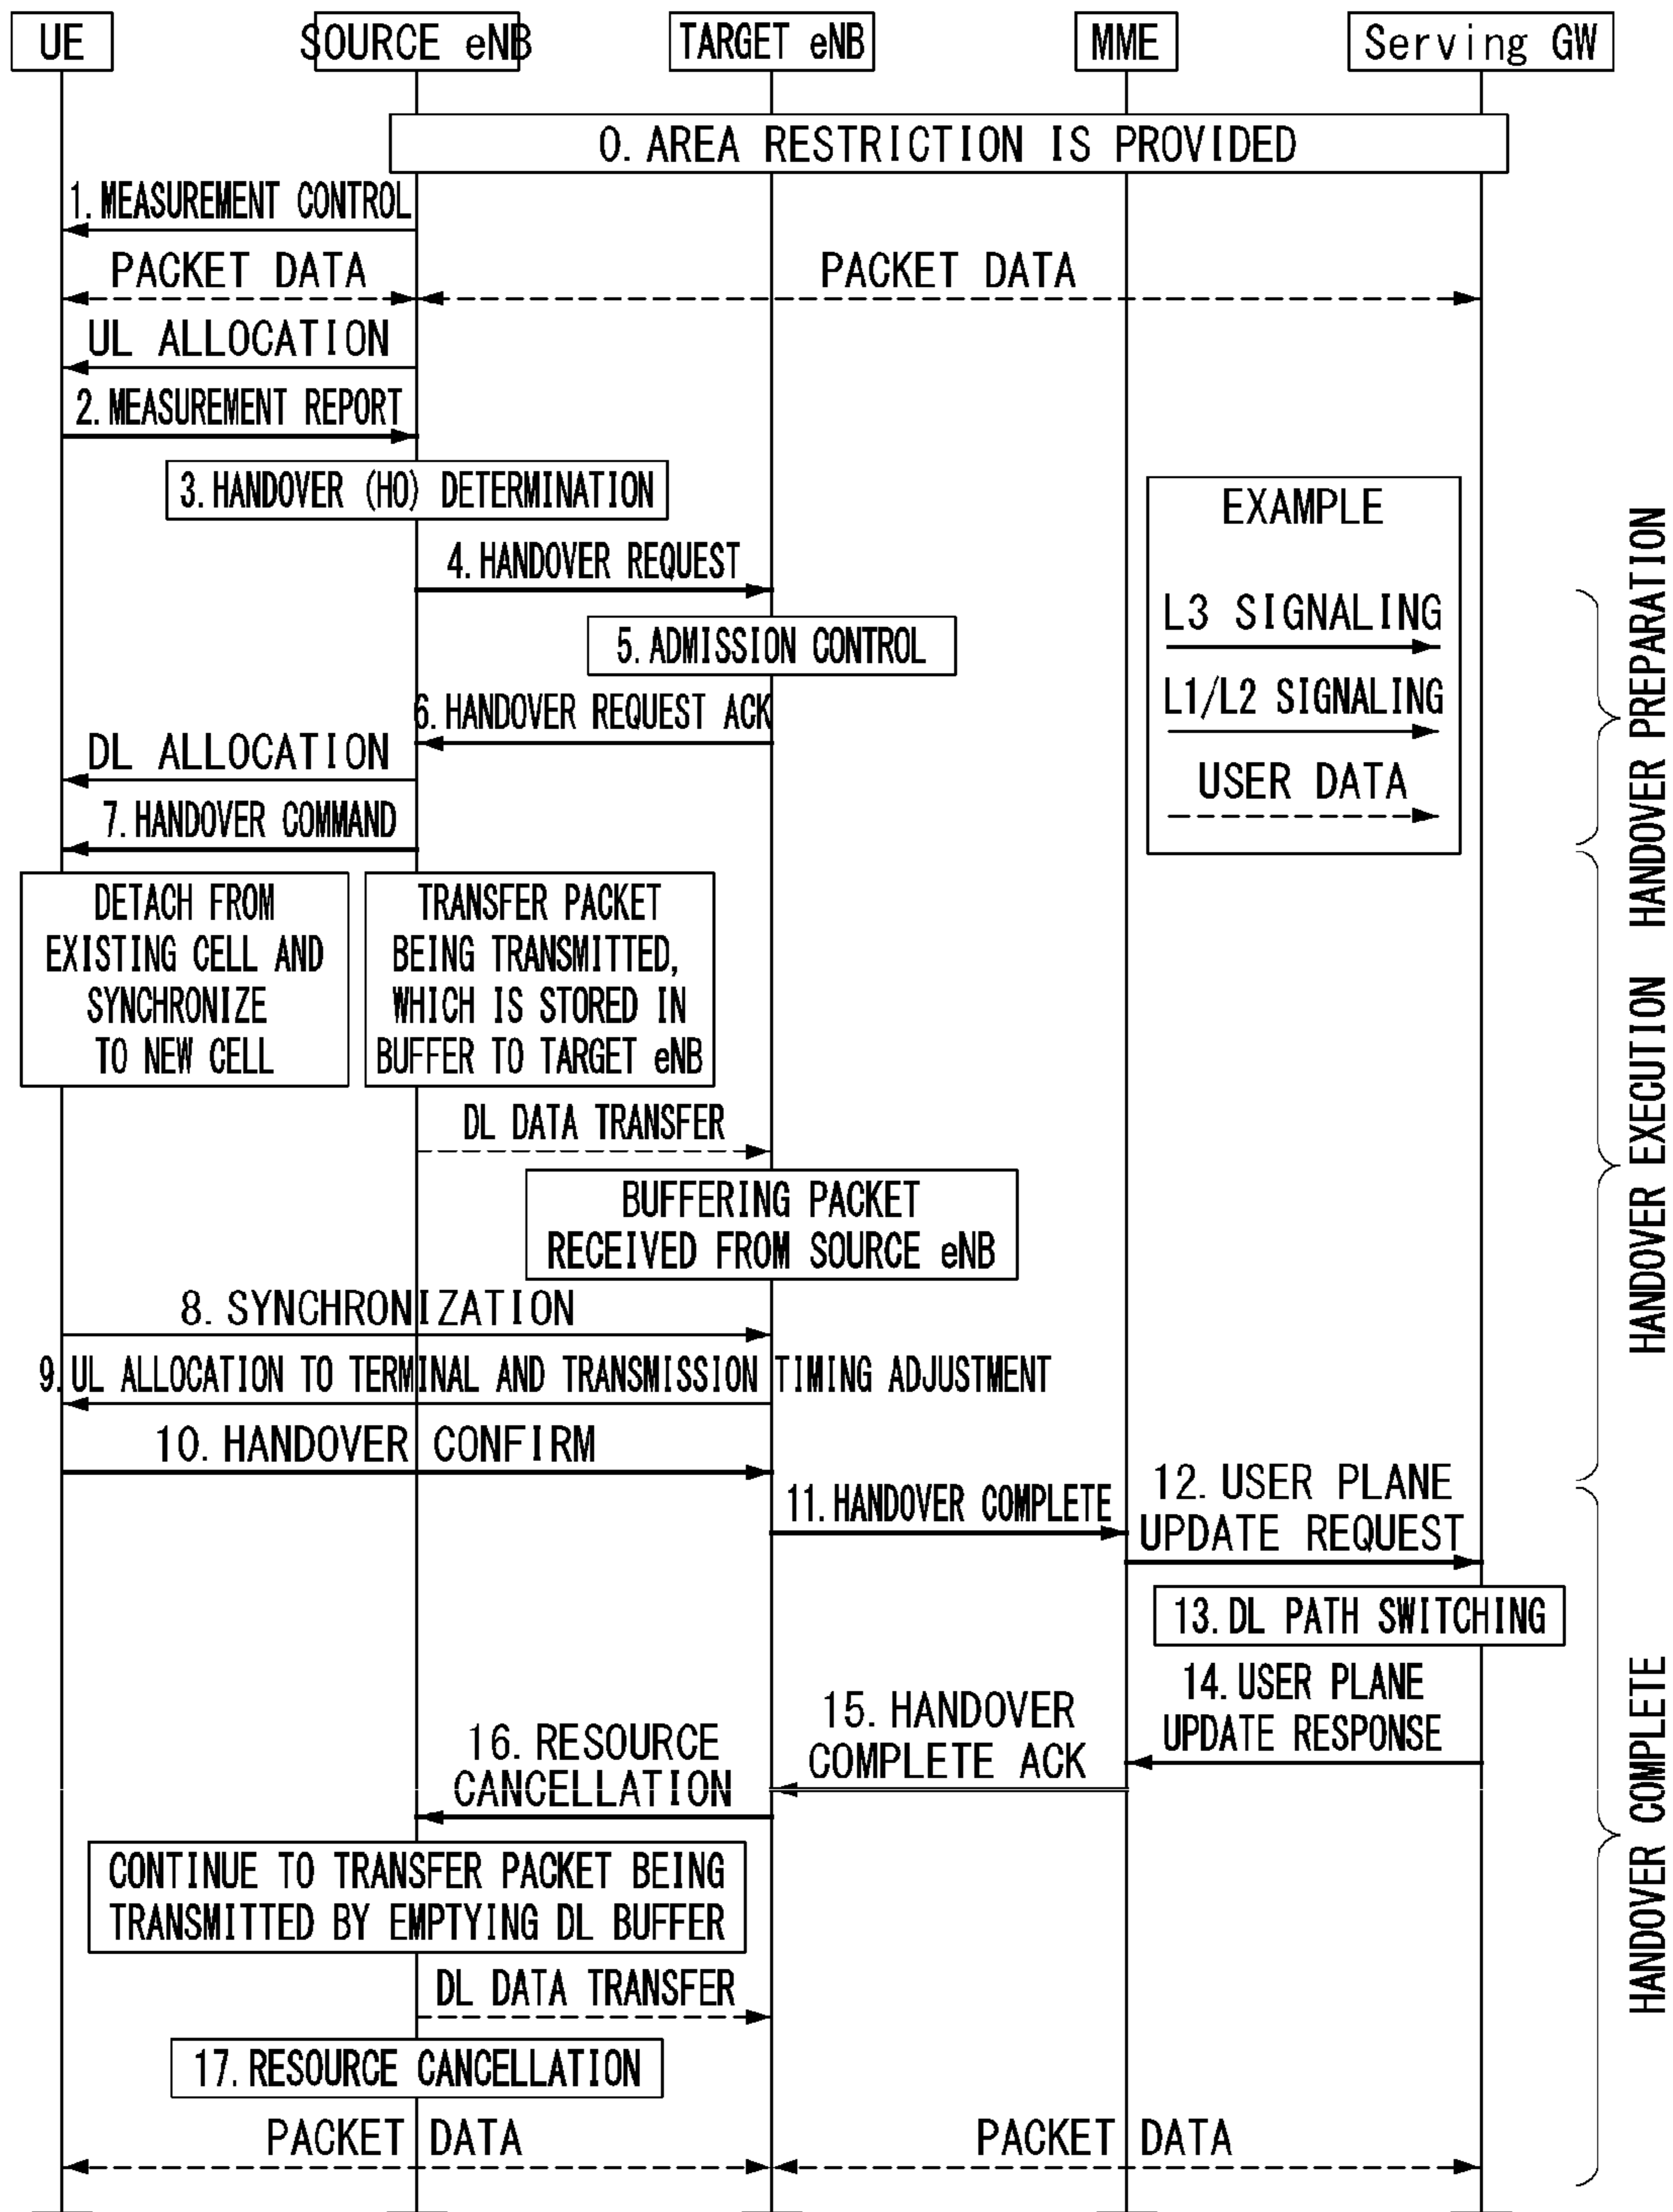 UE
SOURCE eNB
TARGET eNB
MME
Serving GW
0. AREA RESTRICTION IS PROVIDED
1. MEASUREMENT CONTROL
PACKET DATA
PACKET DATA
UL ALLOCATION
2. MEASUREMENT REPORT
3. HANDOVER (HO) DETERMINATION
4. HANDOVER REQUEST
5. ADMISSION CONTROL
6. HANDOVER REQUEST ACK
DL ALLOCATION
7. HANDOVER COMMAND
EXAMPLE
L3 SIGNALING
L1/L2 SIGNALING
USER DATA
HANDOVER PREPARATION
DETACH FROM
EXISTING CELL AND
SYNCHRONIZE
TO NEW CELL
TRANSFER PACKET
BEING TRANSMITTED,
WHICH IS STORED IN
BUFFER TO TARGET eNB
DL DATA TRANSFER
BUFFERING PACKET
RECEIVED FROM SOURCE eNB
8. SYNCHRONIZATION
9. UL ALLOCATION TO TERMINAL AND TRANSMISSION TIMING ADJUSTMENT
10. HANDOVER CONFIRM
HANDOVER EXECUTION
11. HANDOVER COMPLETE
12. USER PLANE
UPDATE REQUEST
13. DL PATH SWITCHING
14. USER PLANE
UPDATE RESPONSE
15. HANDOVER
COMPLETE ACK
16. RESOURCE
CANCELLATION
CONTINUE TO TRANSFER PACKET BEING
TRANSMITTED BY EMPTYING DL BUFFER
DL DATA TRANSFER
17. RESOURCE CANCELLATION
PACKET DATA
PACKET DATA
HANDOVER COMPLETE